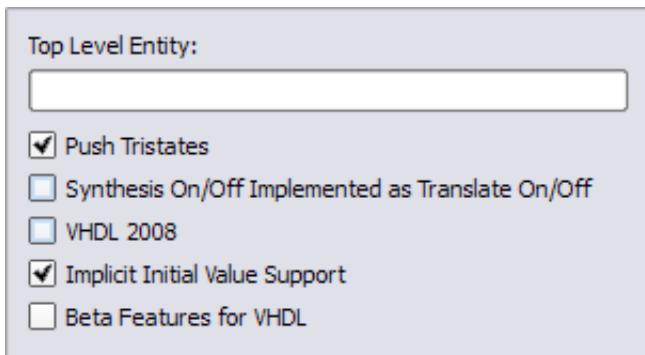 Top Level Entity:
Push Tristates
Synthesis On/Off Implemented as Translate On/Off
VHDL 2008
Implicit Initial Value Support
Beta Features for VHDL